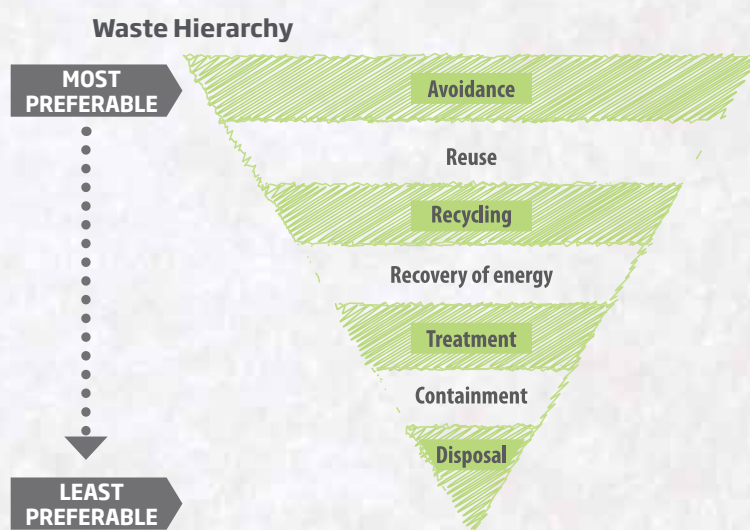 Waste Hierarchy
MOST
PREFERABLE
Avoidance
Reuse
Recycling
Recovery of energy
Treatment
Containment
Disposal
LEAST
PREFERABLE